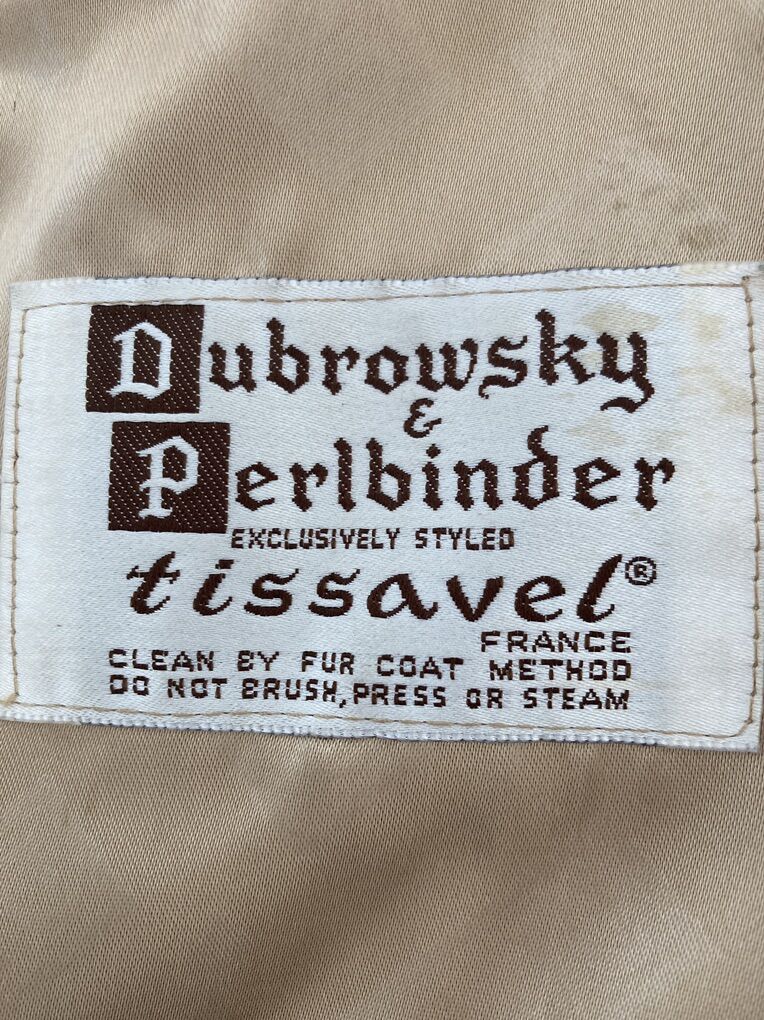 Dubrowsky
&
Perlbinder
EXCLUSIVELY STYLED
tissavel®
FRANCE
CLEAN BY FUR COAT METHOD
DO NOT BRUSH, PRESS OR STEAM